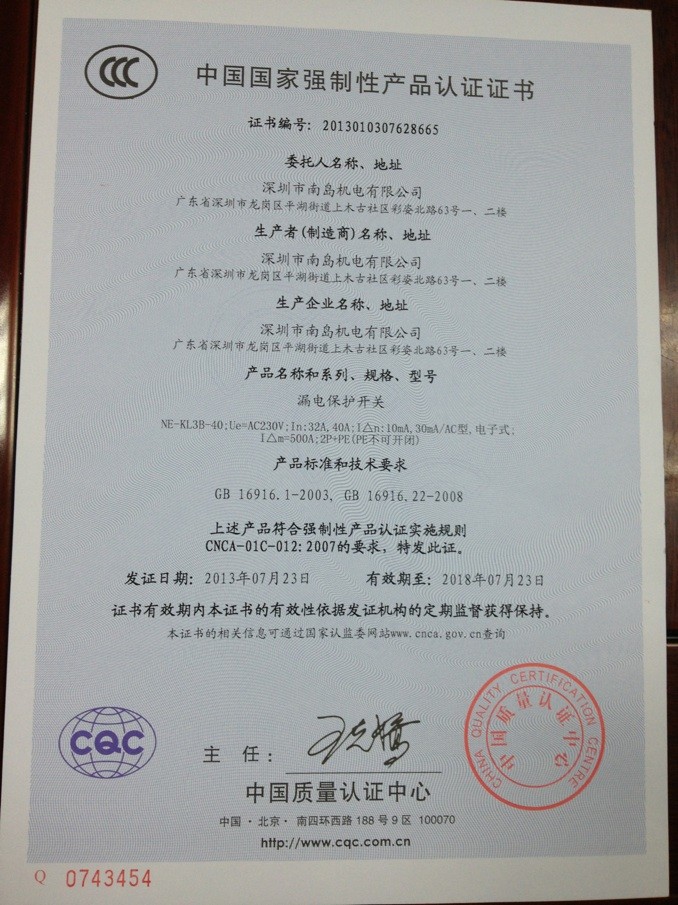 CCC
中国国家强制性产品认证证书
证书编号: 2013010307628665
委托人名称、地址
深圳市南岛机电有限公司
广东省深圳市龙岗区平湖街道上木古社区彩姿北路63号一、二楼
生产者(制造商)名称、地址
深圳市南岛机电有限公司
广东省深圳市龙岗区平湖街道上木古社区彩姿北路63号一、二楼
生产企业名称、地址
深圳市南岛机电有限公司
广东省深圳市龙岗区平湖街道上木古社区彩姿北路63号一、二楼
产品名称和系列、规格、型号
漏电保护开关
NE-KL3B-40;Ue=AC230V;In:32A,40A;I△n:10mA,30mA/AC型,电子式;
I△m=500A;2P+PE(PE不可开闭)
产品标准和技术要求
GB 16916.1-2003, GB 16916.22-2008
上述产品符合强制性产品认证实施规则
CNCA-01C-012:2007的要求，特发此证。
发证日期: 2013年07月23日 有效期至: 2018年07月23日
证书有效期内本证书的有效性依据发证机构的定期监督获得保持。
本证书的相关信息可通过国家认监委网站www.cnca.gov.cn查询
CQC
主 任:
CHINA QUALITY CERTIFICATION CENTRE
中国质量认证中心
中国质量认证中心
中国·北京·南四环西路 188 号 9 区 100070
http://www.cqc.com.cn
Q 0743454